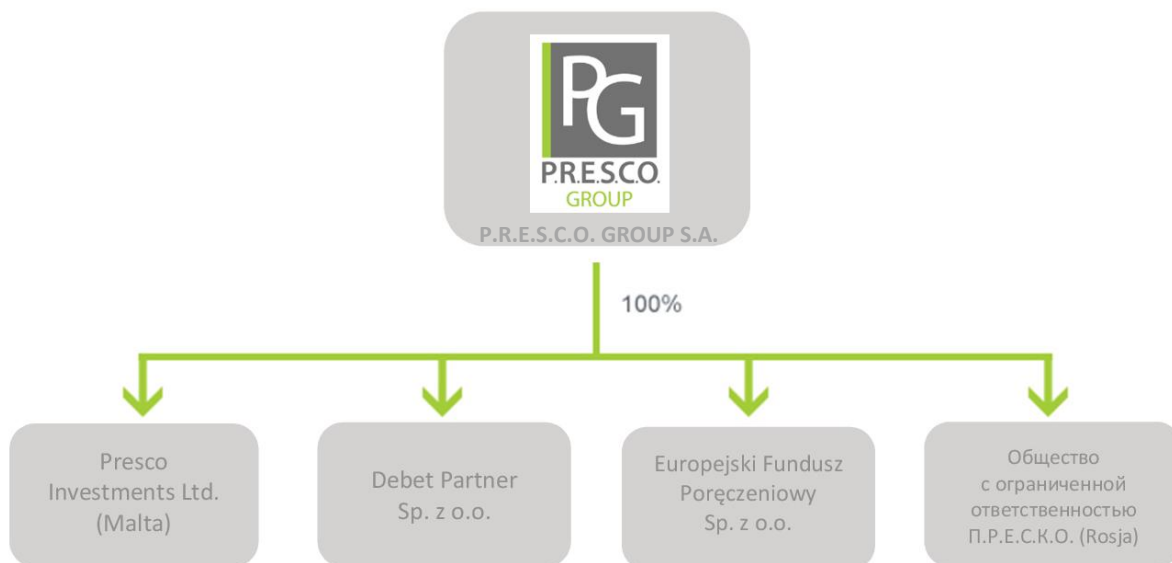 PG
P.R.E.S.C.O.
GROUP
P.R.E.S.C.O. GROUP S.A.
100%
Presco
Investments Ltd.
(Malta)
Debet Partner
Sp. z o.o.
Europejski Fundusz
Poręczeniowy
Sp. z o.o.
Общество
с ограниченной
ответственностью
П.Р.Е.С.К.О. (Rosja)